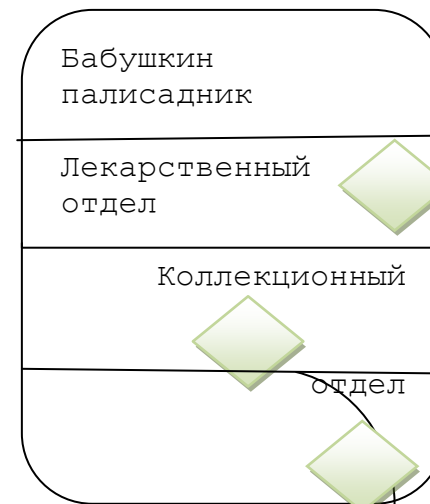 Бабушкин
палисадник
Лекарственный
отдел
Коллекционный
отдел